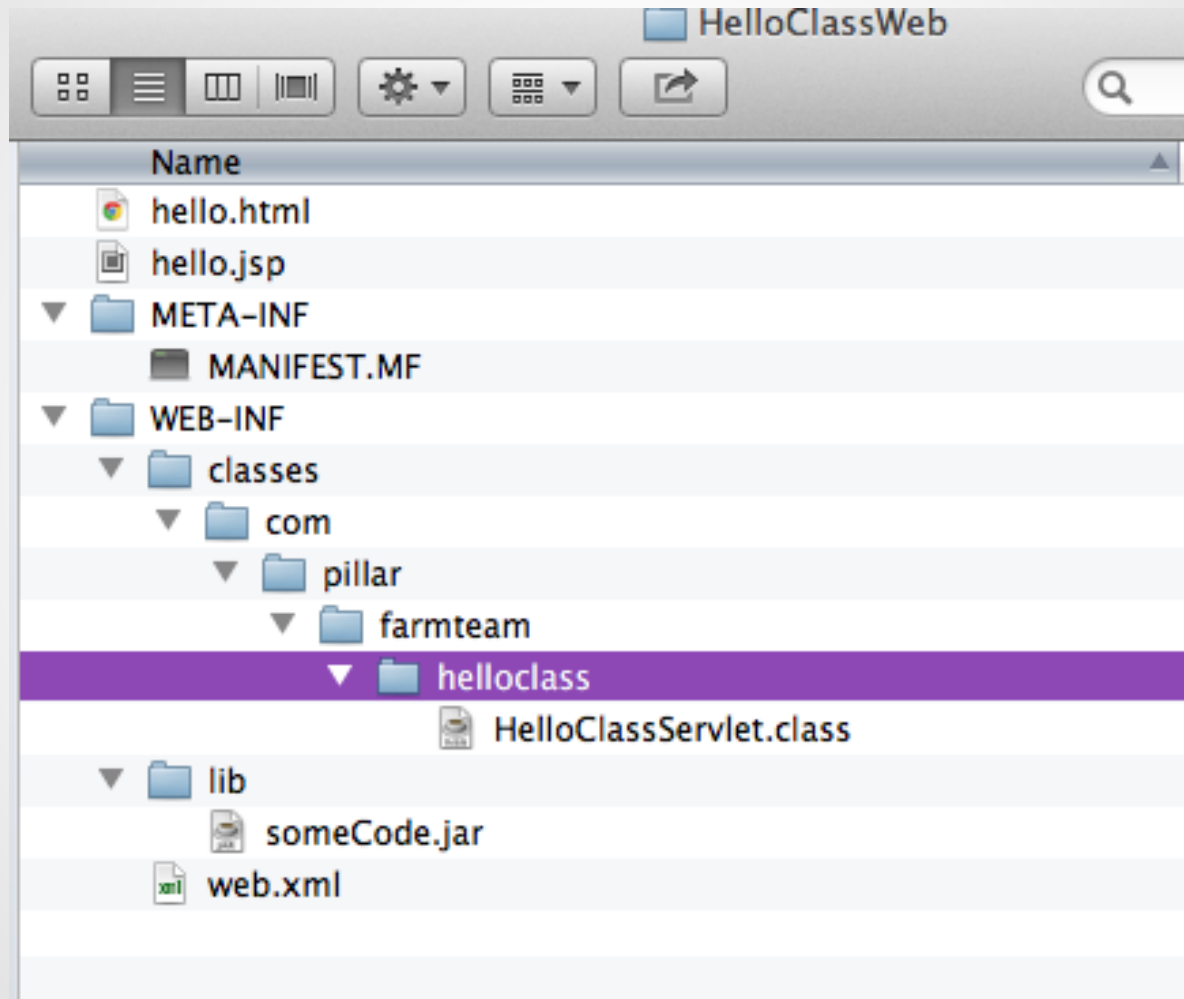 HelloClassWeb
Name
hello.html
hello.jsp
META-INF
MANIFEST.MF
WEB-INF
classes
com
pillar
farmteam
helloclass
HelloClassServlet.class
lib
someCode.jar
web.xml